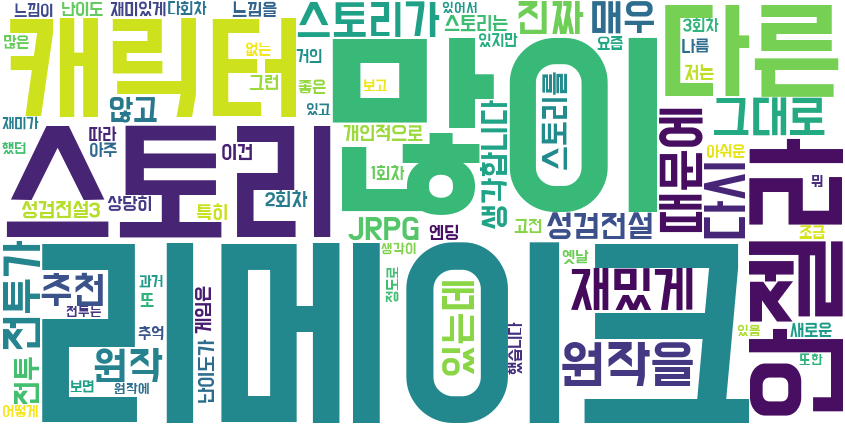 느낌이
난이도
재미있게
다회차
느낌을
스토리가
있어서
스토리는
진짜
매우
3회차
많은
캐릭터
없는
거의
있지만
요즘
나름
다른
그런
좋은
보고
저는
않고
있고
많이
스토리를
그대로
재미가
했던
따라
아주
개인적으로
생각합니다
때문에
아쉬운
스토리
이건
1회차
단순
뭐
성검전설3
상당히
특히
2회차
JRPG
엔딩
고전
성검전설
조금
전투가
리메이크
생각이
옛날
추천
과거
또
전투는
게임은
정도로
있는데
재밌게
추억
새로운
있음
원작
난이도가
했습니다
원작을
또한
전투
보면
원작에
어떻게